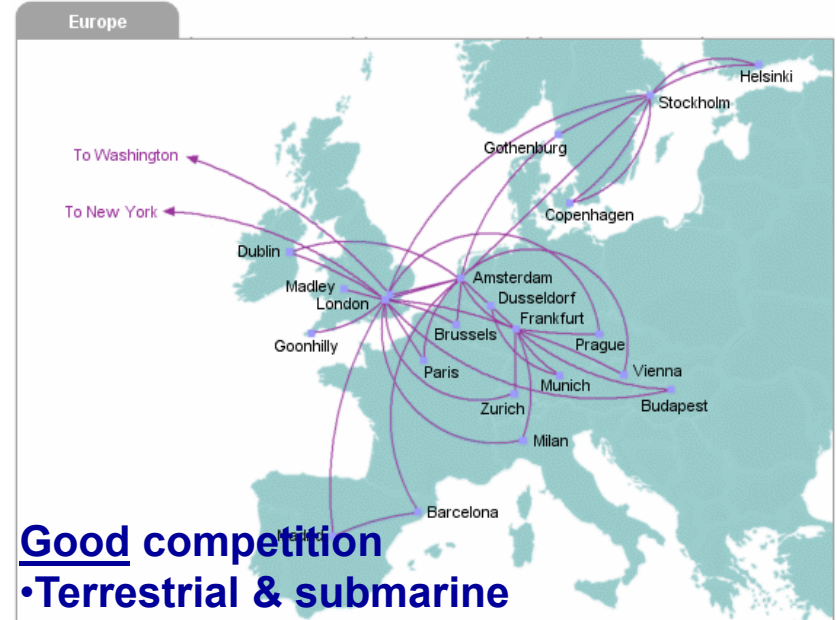 Europe
Helsinki
Stockholm
Gothenburg
To Washington
To New York
Copenhagen
Dublin
Amsterdam
Madley
Dusseldorf
London
Frankfurt
Brussels
Prague
Goonhilly
Paris
Vienna
Munich
Zurich
Budapest
Milan
Barcelona
Madrid
Good competition
•Terrestrial & submarine